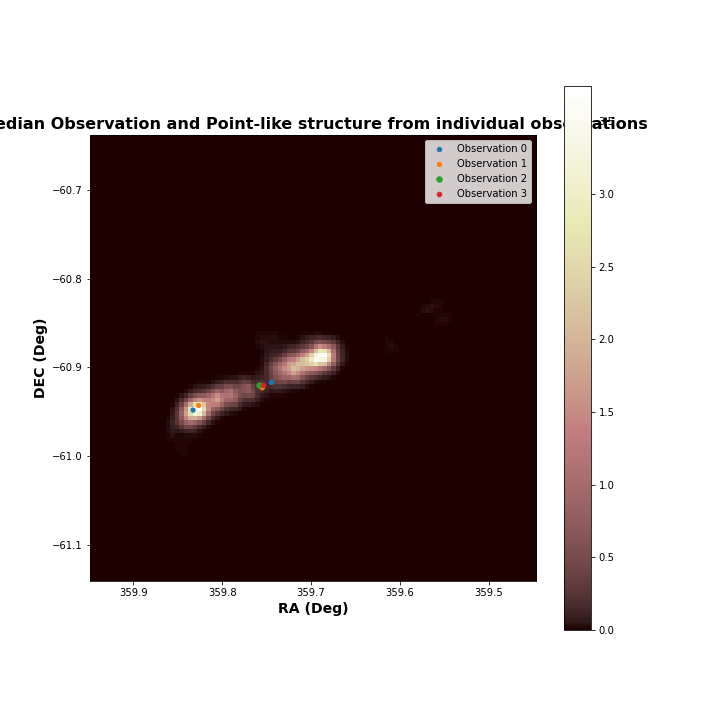 edian Observation and Point-like structure from individual observations
Observation 0
Observation 1
Observation 2
Observation 3
−60.7
−60.8
−60.9
−61.0
−61.1
DEC (Deg)
359.9
359.8
359.7
359.6
359.5
RA (Deg)
3.5
3.0
2.5
2.0
1.5
1.0
0.5
0.0